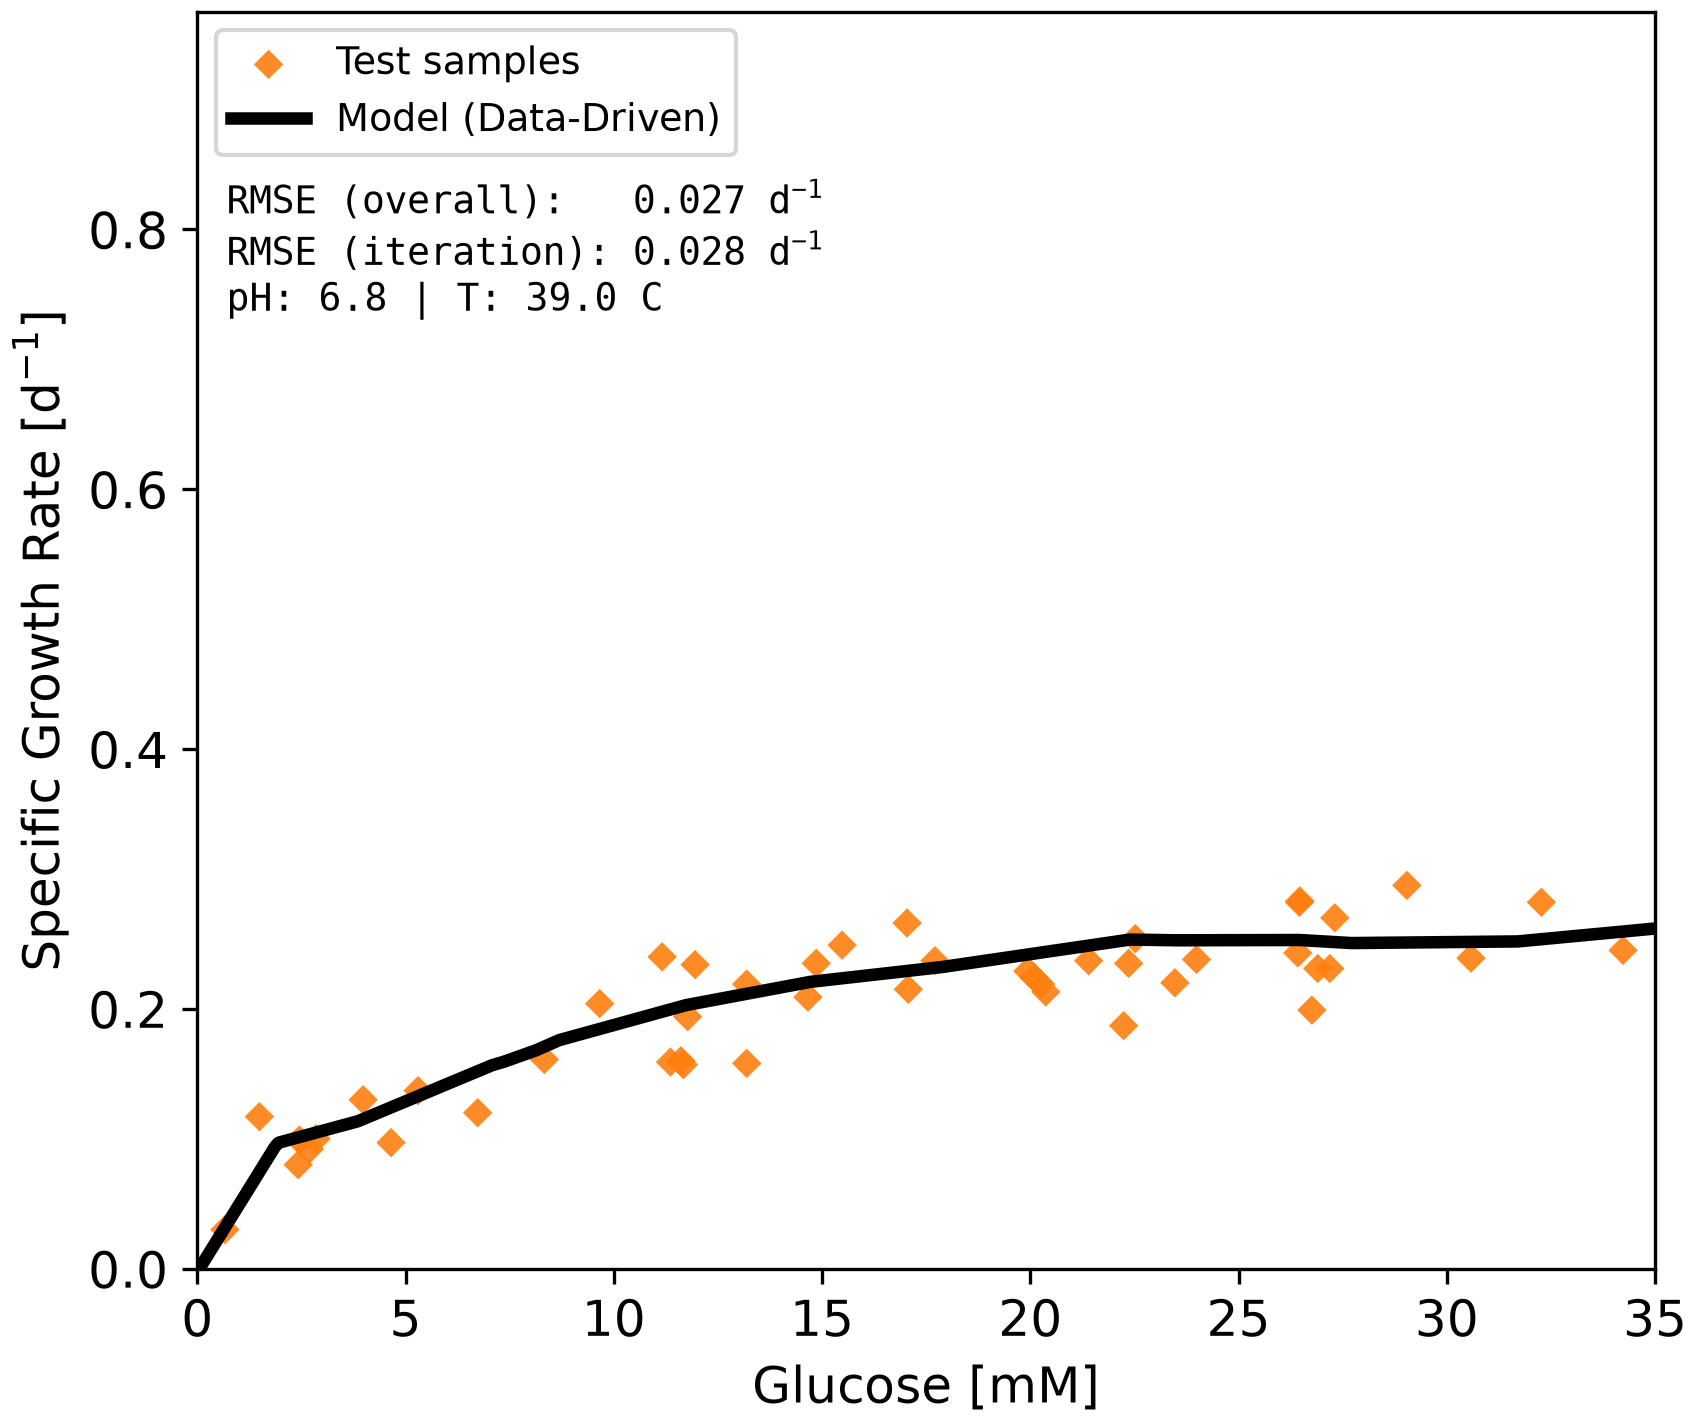 Test samples
Model (Data-Driven)
RMSE (overall):   0.027 d⁻¹
RMSE (iteration): 0.028 d⁻¹
pH: 6.8 | T: 39.0 C
Specific Growth Rate [d⁻¹]
0.8
0.6
0.4
0.2
0.0
0 5 10 15 20 25 30 35
Glucose [mM]